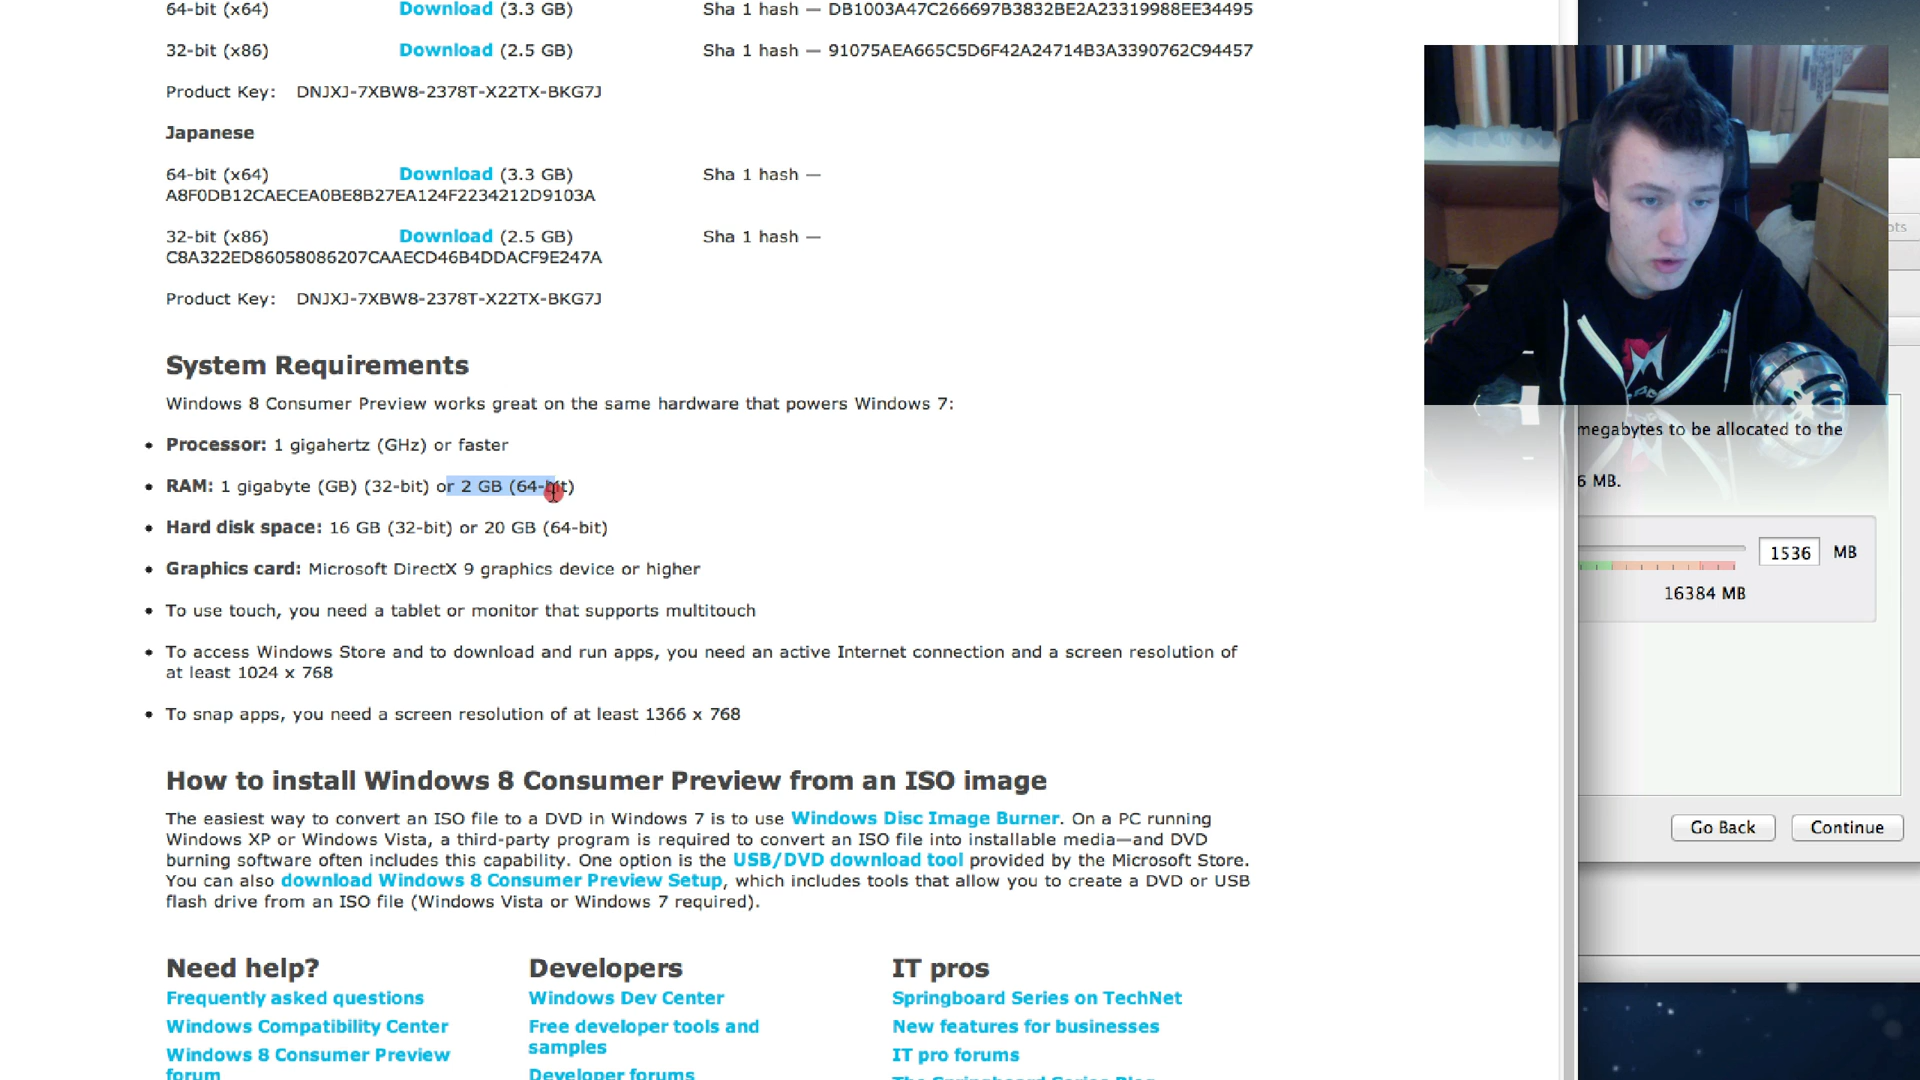 64-bit (x64) Download (3.3 GB) Sha 1 hash — DB1003A47C266697B3832BE2A23319988EE34495
32-bit (x86) Download (2.5 GB) Sha 1 hash — 91075AEA665C5D6F42A24714B3A3390762C94457
Product Key: DNJXJ-7XBW8-2378T-X22TX-BKG7J
Japanese
64-bit (x64) Download (3.3 GB) Sha 1 hash —
A8F0DB12CAECEA0BE8B27EA124F2234212D9103A
32-bit (x86) Download (2.5 GB) Sha 1 hash —
C8A322ED86058086207CAAECD46B4DDACF9E247A
Product Key: DNJXJ-7XBW8-2378T-X22TX-BKG7J
System Requirements
Windows 8 Consumer Preview works great on the same hardware that powers Windows 7:
• Processor: 1 gigahertz (GHz) or faster
• RAM: 1 gigabyte (GB) (32-bit) or 2 GB (64-bit)
• Hard disk space: 16 GB (32-bit) or 20 GB (64-bit)
• Graphics card: Microsoft DirectX 9 graphics device or higher
• To use touch, you need a tablet or monitor that supports multitouch
• To access Windows Store and to download and run apps, you need an active Internet connection and a screen resolution of
at least 1024 x 768
• To snap apps, you need a screen resolution of at least 1366 x 768
How to install Windows 8 Consumer Preview from an ISO image
The easiest way to convert an ISO file to a DVD in Windows 7 is to use Windows Disc Image Burner. On a PC running
Windows XP or Windows Vista, a third-party program is required to convert an ISO file into installable media—and DVD
burning software often includes this capability. One option is the USB/DVD download tool provided by the Microsoft Store.
You can also download Windows 8 Consumer Preview Setup, which includes tools that allow you to create a DVD or USB
flash drive from an ISO file (Windows Vista or Windows 7 required).
Need help?
Frequently asked questions
Windows Compatibility Center
Windows 8 Consumer Preview
forum
Developers
Windows Dev Center
Free developer tools and
samples
Developer forums
IT pros
Springboard Series on TechNet
New features for businesses
IT pro forums
The Springboard Series Blog
ots
megabytes to be allocated to the
6 MB.
1536 MB
16384 MB
Go Back Continue